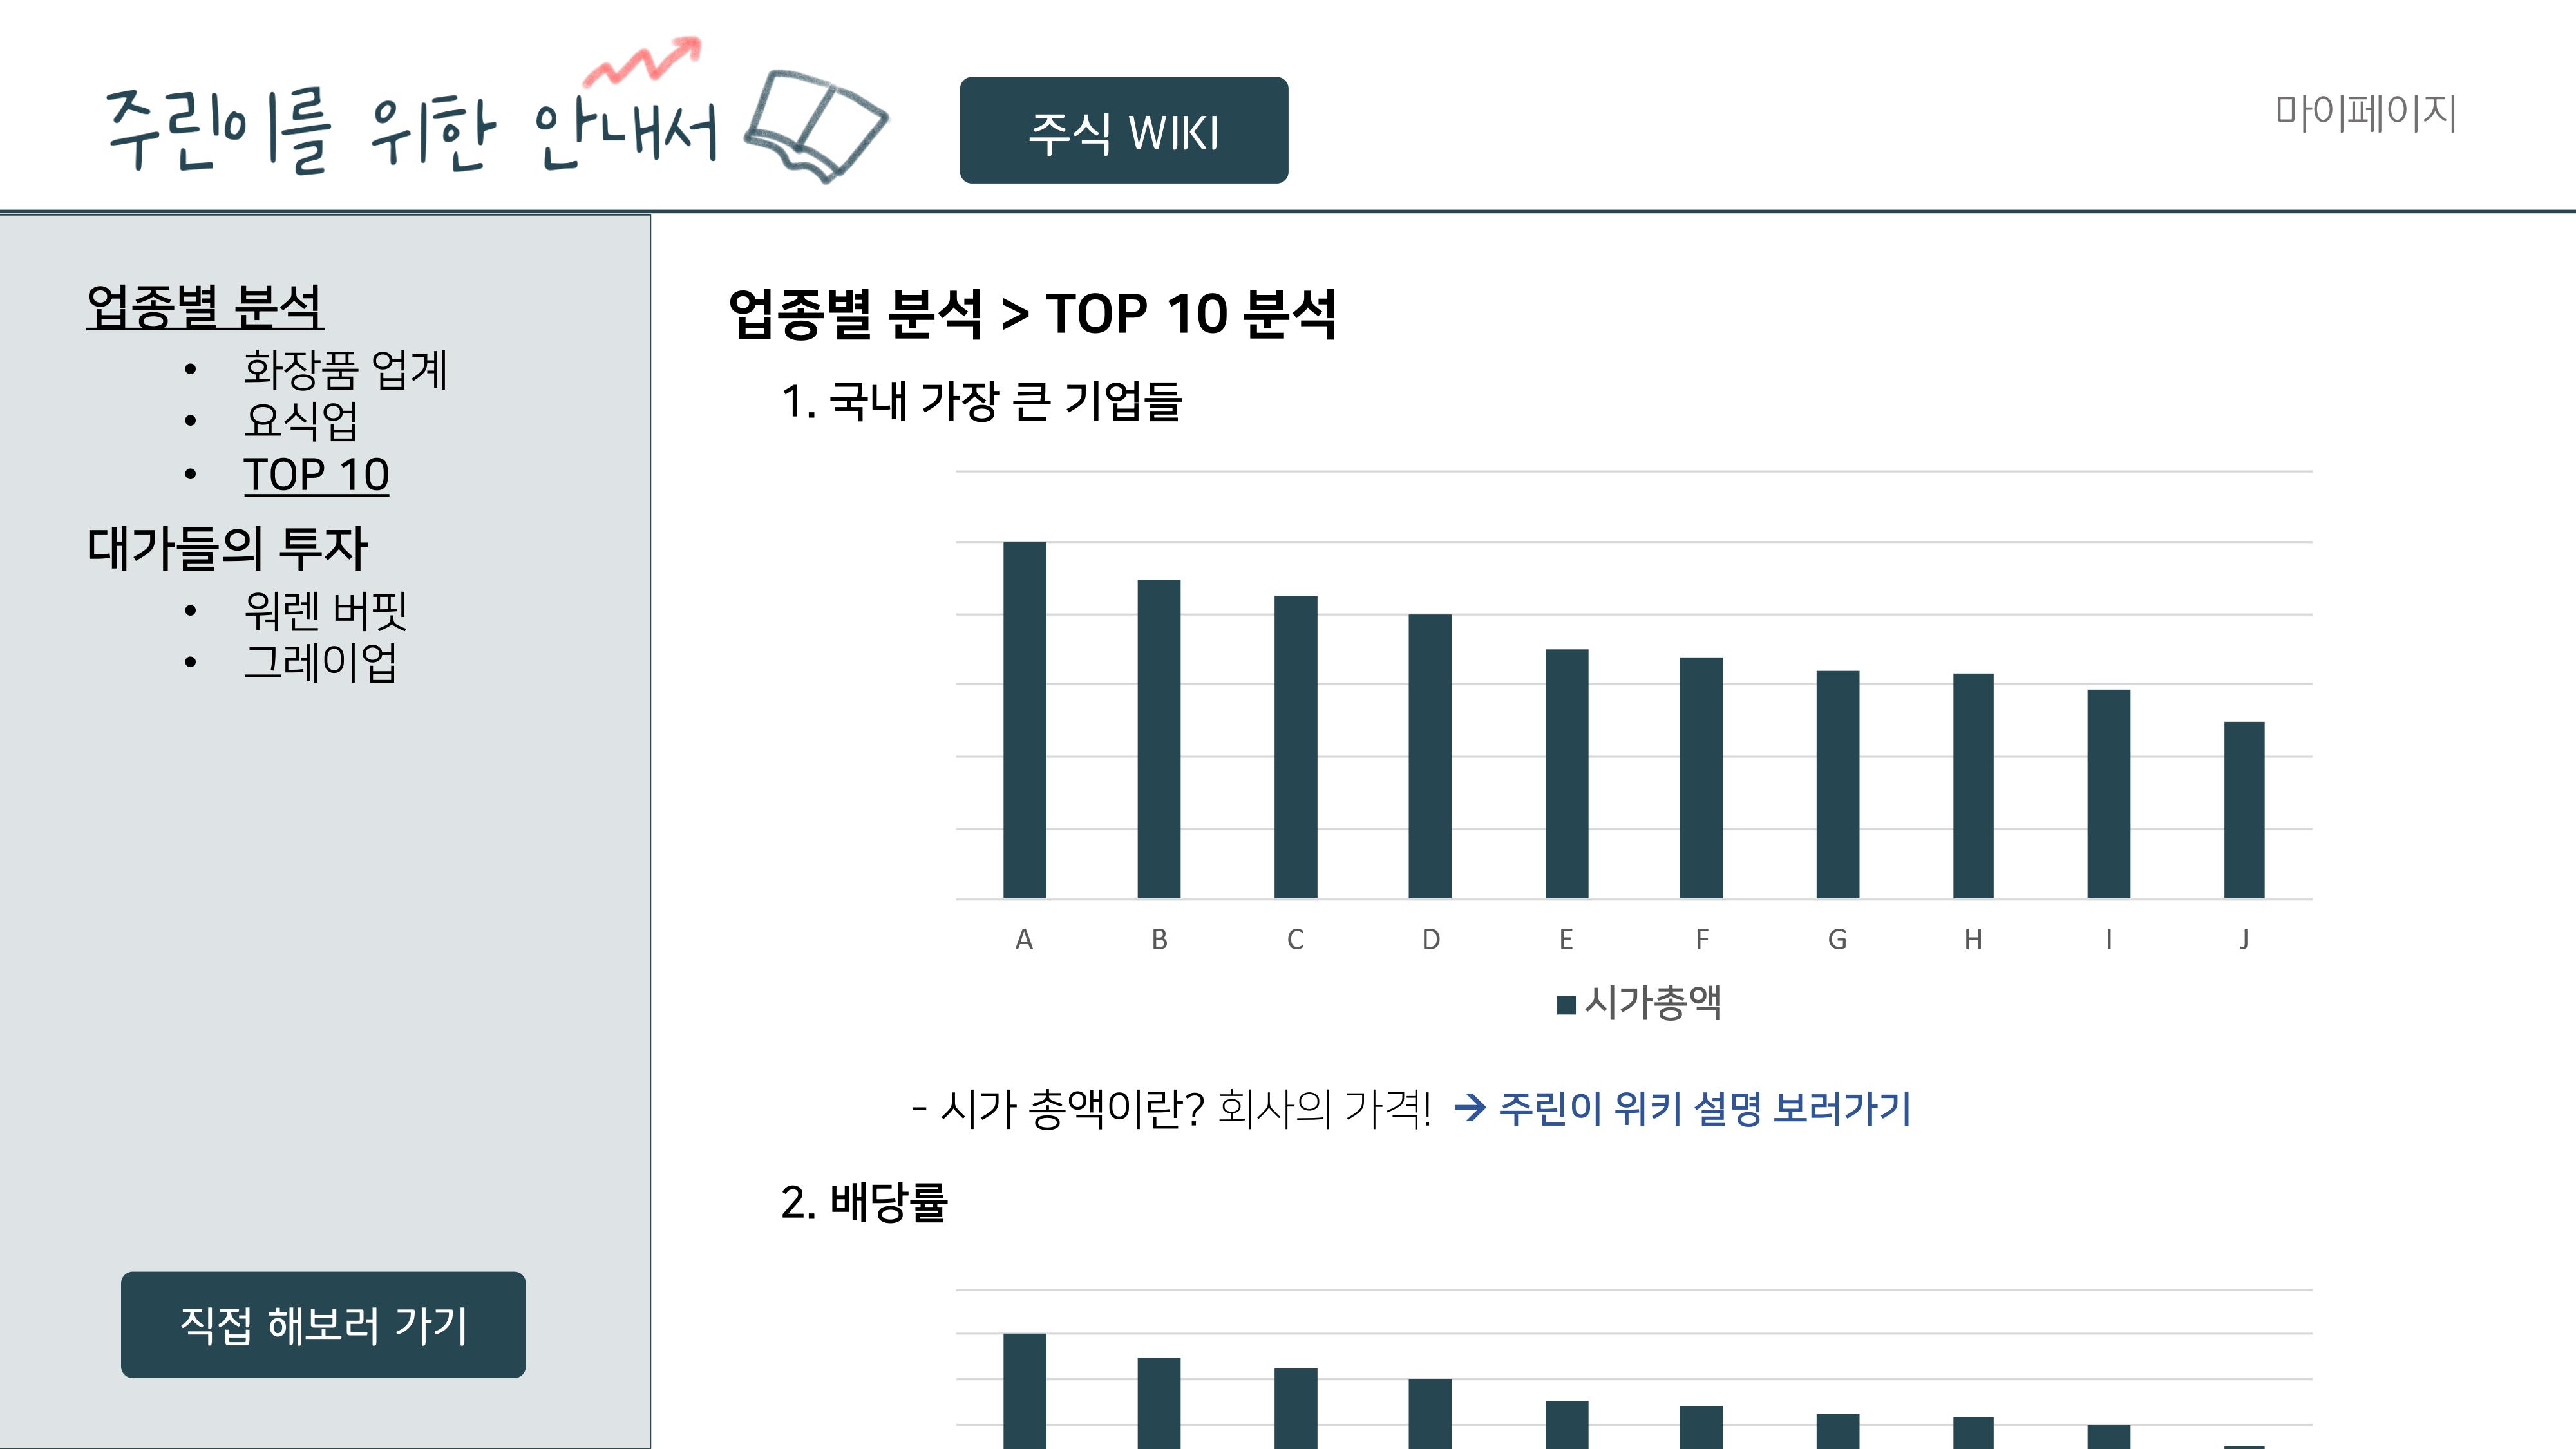 주린이를 위한 안내서
주식 WIKI
마이페이지
업종별 분석
• 화장품 업계
• 요식업
• TOP 10
대가들의 투자
• 워렌 버핏
• 그레이엄
직접 해보러 가기
업종별 분석 > TOP 10 분석
1. 국내 가장 큰 기업들
A B C D E F G H I J
시가총액
- 시가 총액이란? 회사의 가격! → 주린이 위키 설명 보러가기
2. 배당률